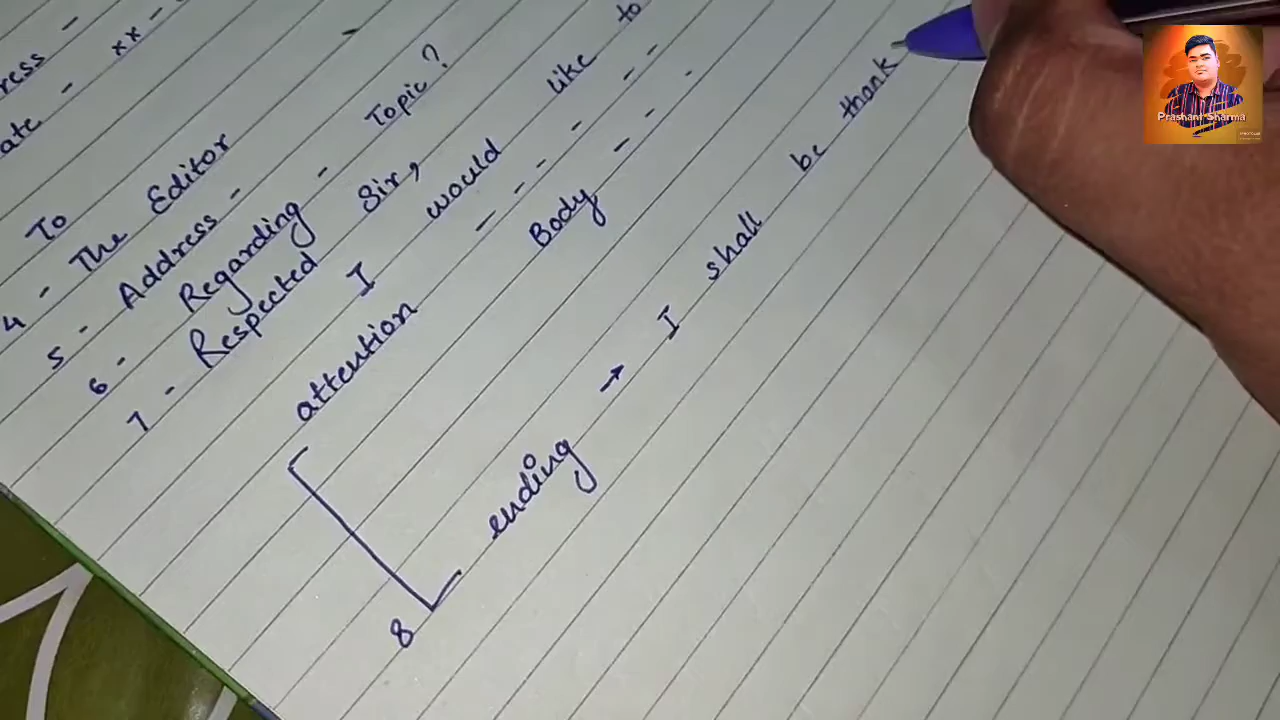 ress -
ate - xx -
To
4 - The Editor
5 - Address -
6 - Regarding - Topic?
7 - Respected Sir,
I would like to
attention - - - - - -
Body - - -
8 ending → I shall be thank
Prashant Sharma